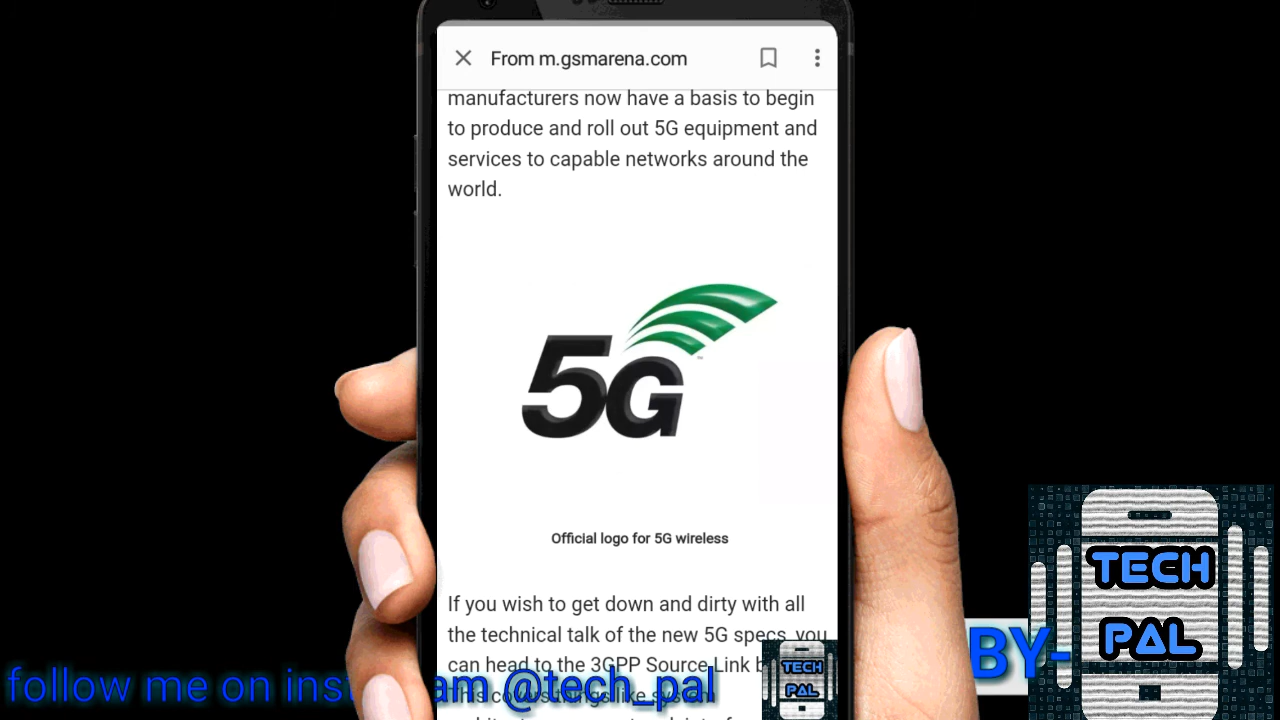 From m.gsmarena.com
manufacturers now have a basis to begin
to produce and roll out 5G equipment and
services to capable networks around the
world.
5G
™
Official logo for 5G wireless
If you wish to get down and dirty with all
the technical talk of the new 5G specs, you
can head to the 3GPP Source Link
follow me on @tech_pal
BY-
TECH
PAL
TECH
PAL